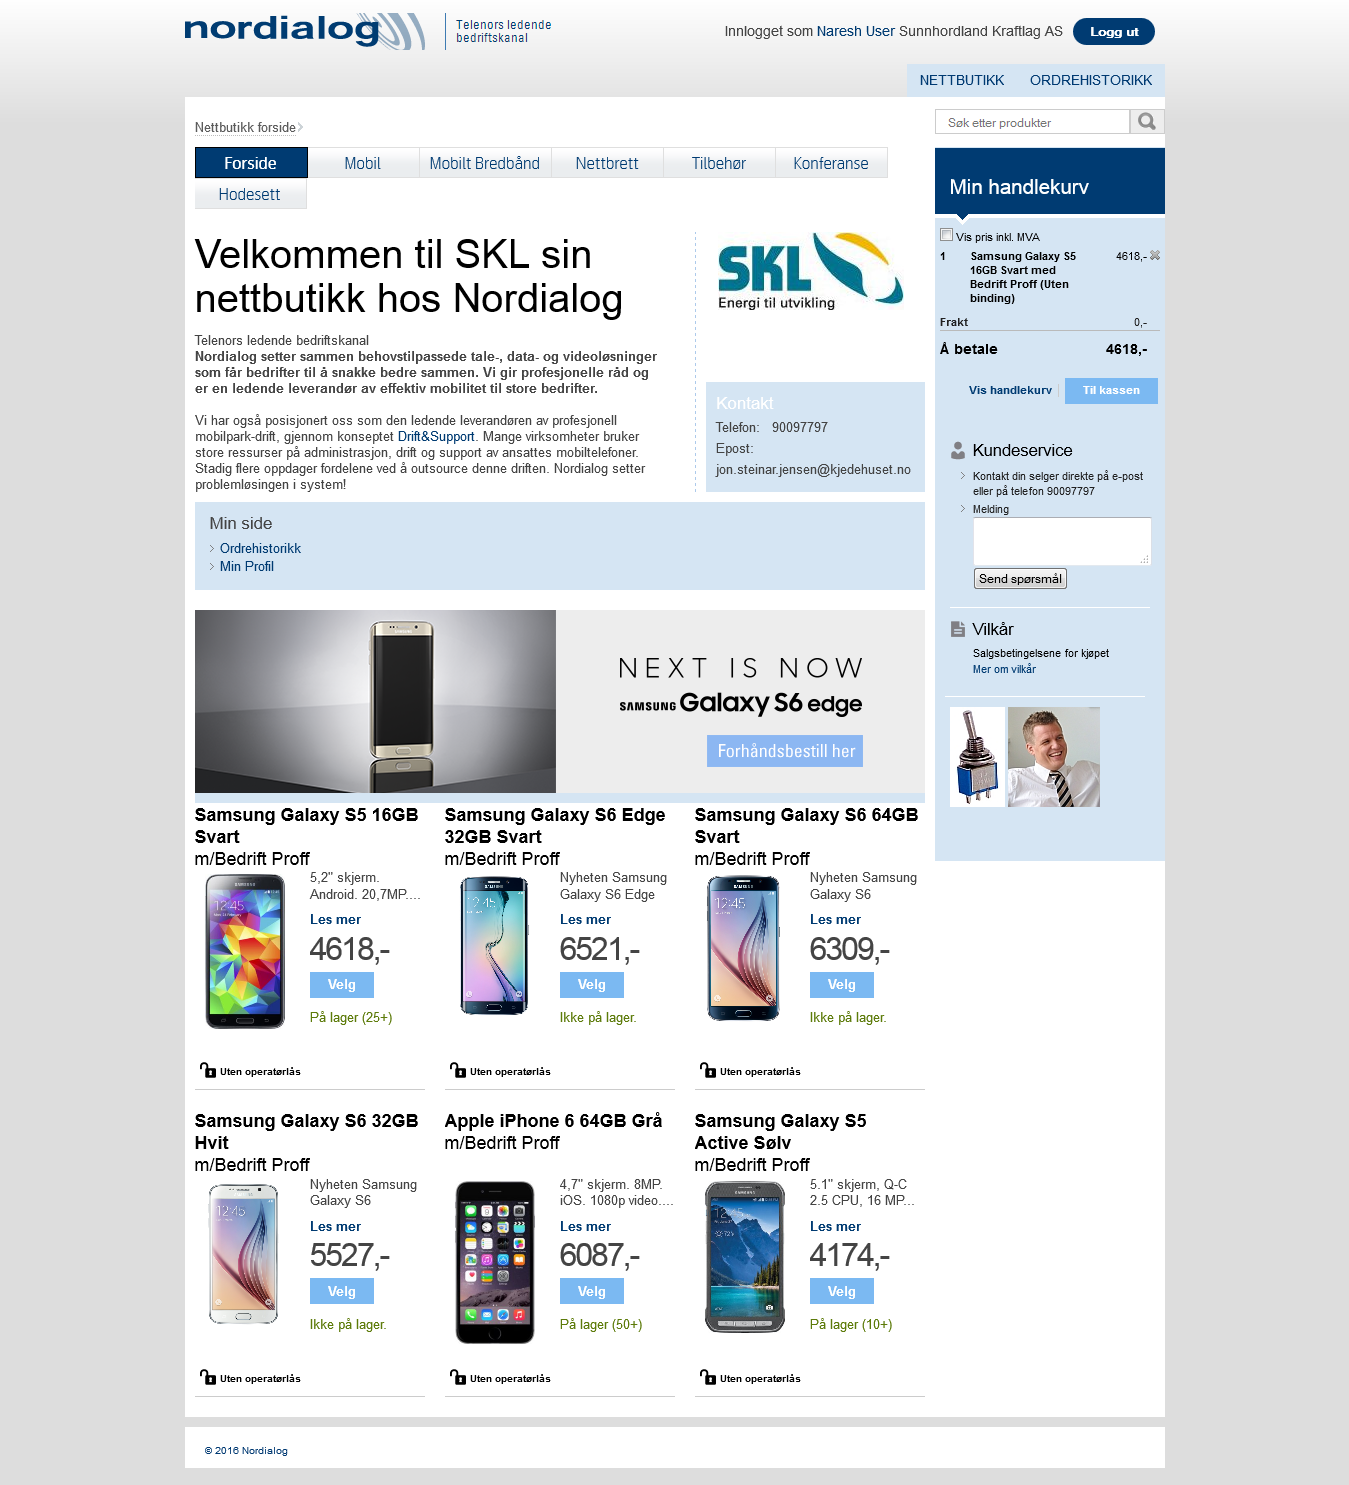 nordialog
Telenors ledende
bedriftskanal
Innlogget som Naresh User Sunnhordland Kraftlag AS
Logg ut
NETTBUTIKK ORDREHISTORIKK
Nettbutikk forside
Søk etter produkter
Forside Mobil Mobilt Bredbånd Nettbrett Tilbehør Konferanse
Hodesett
Velkommen til SKL sin
nettbutikk hos Nordialog
Telenors ledende bedriftskanal
Nordialog setter sammen behovstilpassede tale-, data- og videoløsninger
som får bedrifter til å snakke bedre sammen. Vi gir profesjonelle råd og
er en ledende leverandør av effektiv mobilitet til store bedrifter.
Vi har også posisjonert oss som den ledende leverandøren av profesjonell
mobilpark-drift, gjennom konseptet Drift&Support. Mange virksomheter bruker
store ressurser på administrasjon, drift og support av ansattes mobiltelefoner.
Stadig flere oppdager fordelene ved å outsource denne driften. Nordialog setter
problemløsingen i system!
SKL
Energi til utvikling
Kontakt
Telefon: 90097797
Epost:
jon.steinar.jensen@kjedehuset.no
Min side
Ordrehistorikk
Min Profil
NEXT IS NOW
SAMSUNG Galaxy S6 edge
Forhåndsbestill her
Samsung Galaxy S5 16GB
Svart
m/Bedrift Proff
5,2" skjerm.
Android. 20,7MP....
Les mer
4618,-
Velg
På lager (25+)
Uten operatørlås
Samsung Galaxy S6 Edge
32GB Svart
m/Bedrift Proff
Nyheten Samsung
Galaxy S6 Edge
Les mer
6521,-
Velg
Ikke på lager.
Uten operatørlås
Samsung Galaxy S6 64GB
Svart
m/Bedrift Proff
Nyheten Samsung
Galaxy S6
Les mer
6309,-
Velg
Ikke på lager.
Uten operatørlås
Samsung Galaxy S6 32GB
Hvit
m/Bedrift Proff
Nyheten Samsung
Galaxy S6
Les mer
5527,-
Velg
Ikke på lager.
Uten operatørlås
Apple iPhone 6 64GB Grå
m/Bedrift Proff
4,7" skjerm. 8MP.
iOS. 1080p video....
Les mer
6087,-
Velg
På lager (50+)
Uten operatørlås
Samsung Galaxy S5
Active Sølv
m/Bedrift Proff
5.1" skjerm, Q-C
2.5 CPU, 16 MP...
Les mer
4174,-
Velg
På lager (10+)
Uten operatørlås
Min handlekurv
Vis pris inkl. MVA
1 Samsung Galaxy S5 4618,-
16GB Svart med
Bedrift Proff (Uten
binding)
Frakt 0,-
Å betale 4618,-
Vis handlekurv Til kassen
Kundeservice
Kontakt din selger direkte på e-post
eller på telefon 90097797
Melding
Send spørsmål
Vilkår
Salgsbetingelsene for kjøpet
Mer om vilkår
© 2016 Nordialog